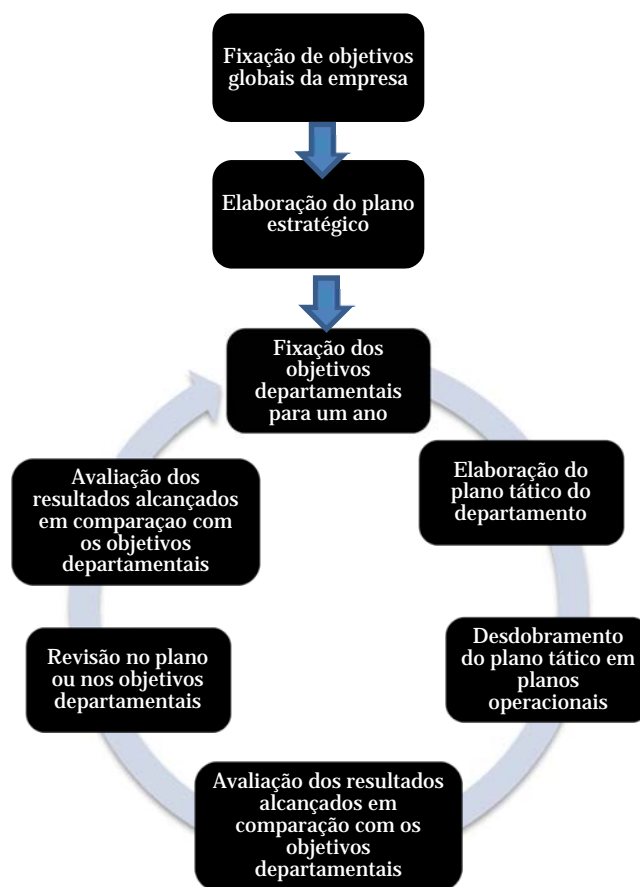 Fixação de objetivos
globais da empresa
Elaboração do plano
estratégico
Fixação dos
objetivos
departamentais
para um ano
Elaboração do
plano tático do
departamento
Desdobramento
do plano tático em
planos
operacionais
Avaliação dos resultados
alcançados em
comparação com os
objetivos
departamentais
Revisão no plano
ou nos objetivos
departamentais
Avaliação dos
resultados alcançados
em comparaçao com
os objetivos
departamentais